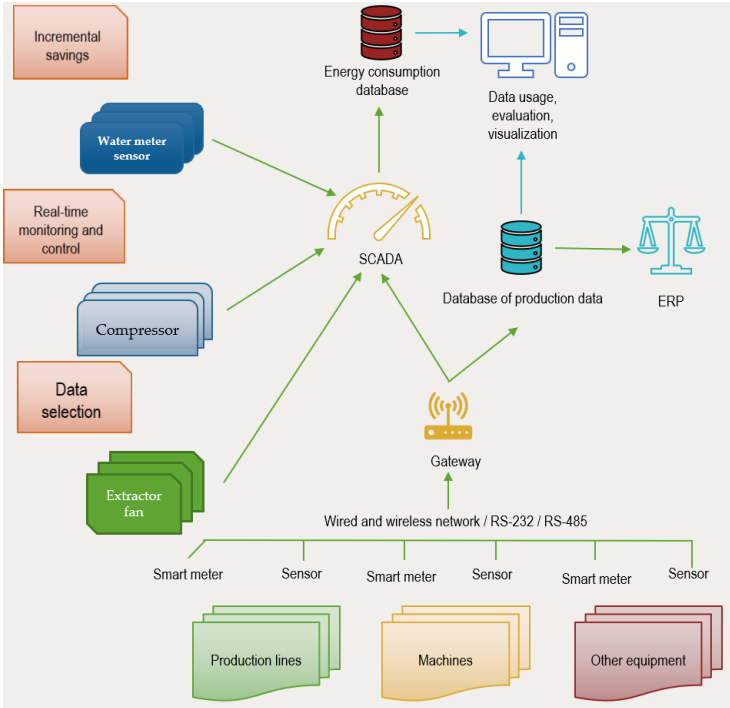 Incremental
savings
Energy consumption
database
Data usage,
evaluation,
visualization
Water meter
sensor
Real-time
monitoring and
control
SCADA
Database of production data
ERP
Compressor
Data
selection
Gateway
Extractor
fan
Wired and wireless network / RS-232 / RS-485
Smart meter
Sensor
Smart meter
Sensor
Smart meter
Sensor
Production lines
Machines
Other equipment